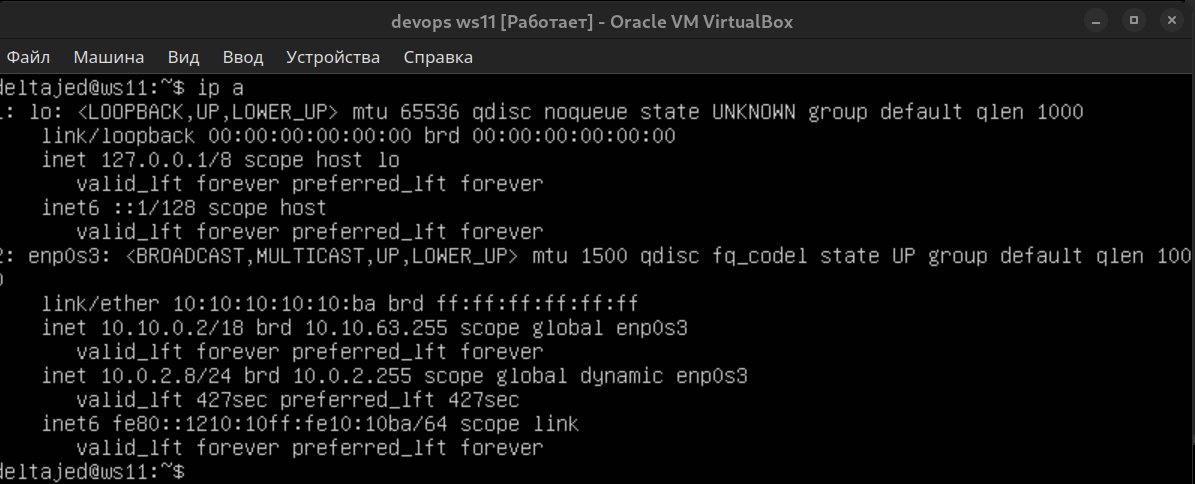 devops ws11 [Работает] - Oracle VM VirtualBox
Файл Машина Вид Ввод Устройства Справка
deltajed@ws11:~$ ip a
1: lo: <LOOPBACK,UP,LOWER_UP> mtu 65536 qdisc noqueue state UNKNOWN group default qlen 1000
link/loopback 00:00:00:00:00:00 brd 00:00:00:00:00:00
inet 127.0.0.1/8 scope host lo
valid_lft forever preferred_lft forever
inet6 ::1/128 scope host
valid_lft forever preferred_lft forever
2: enp0s3: <BROADCAST,MULTICAST,UP,LOWER_UP> mtu 1500 qdisc fq_codel state UP group default qlen 100
0
link/ether 10:10:10:10:10:ba brd ff:ff:ff:ff:ff:ff
inet 10.10.0.2/18 brd 10.10.63.255 scope global enp0s3
valid_lft forever preferred_lft forever
inet 10.0.2.8/24 brd 10.0.2.255 scope global dynamic enp0s3
valid_lft 427sec preferred_lft 427sec
inet6 fe80::1210:10ff:fe10:10ba/64 scope link
valid_lft forever preferred_lft forever
deltajed@ws11:~$